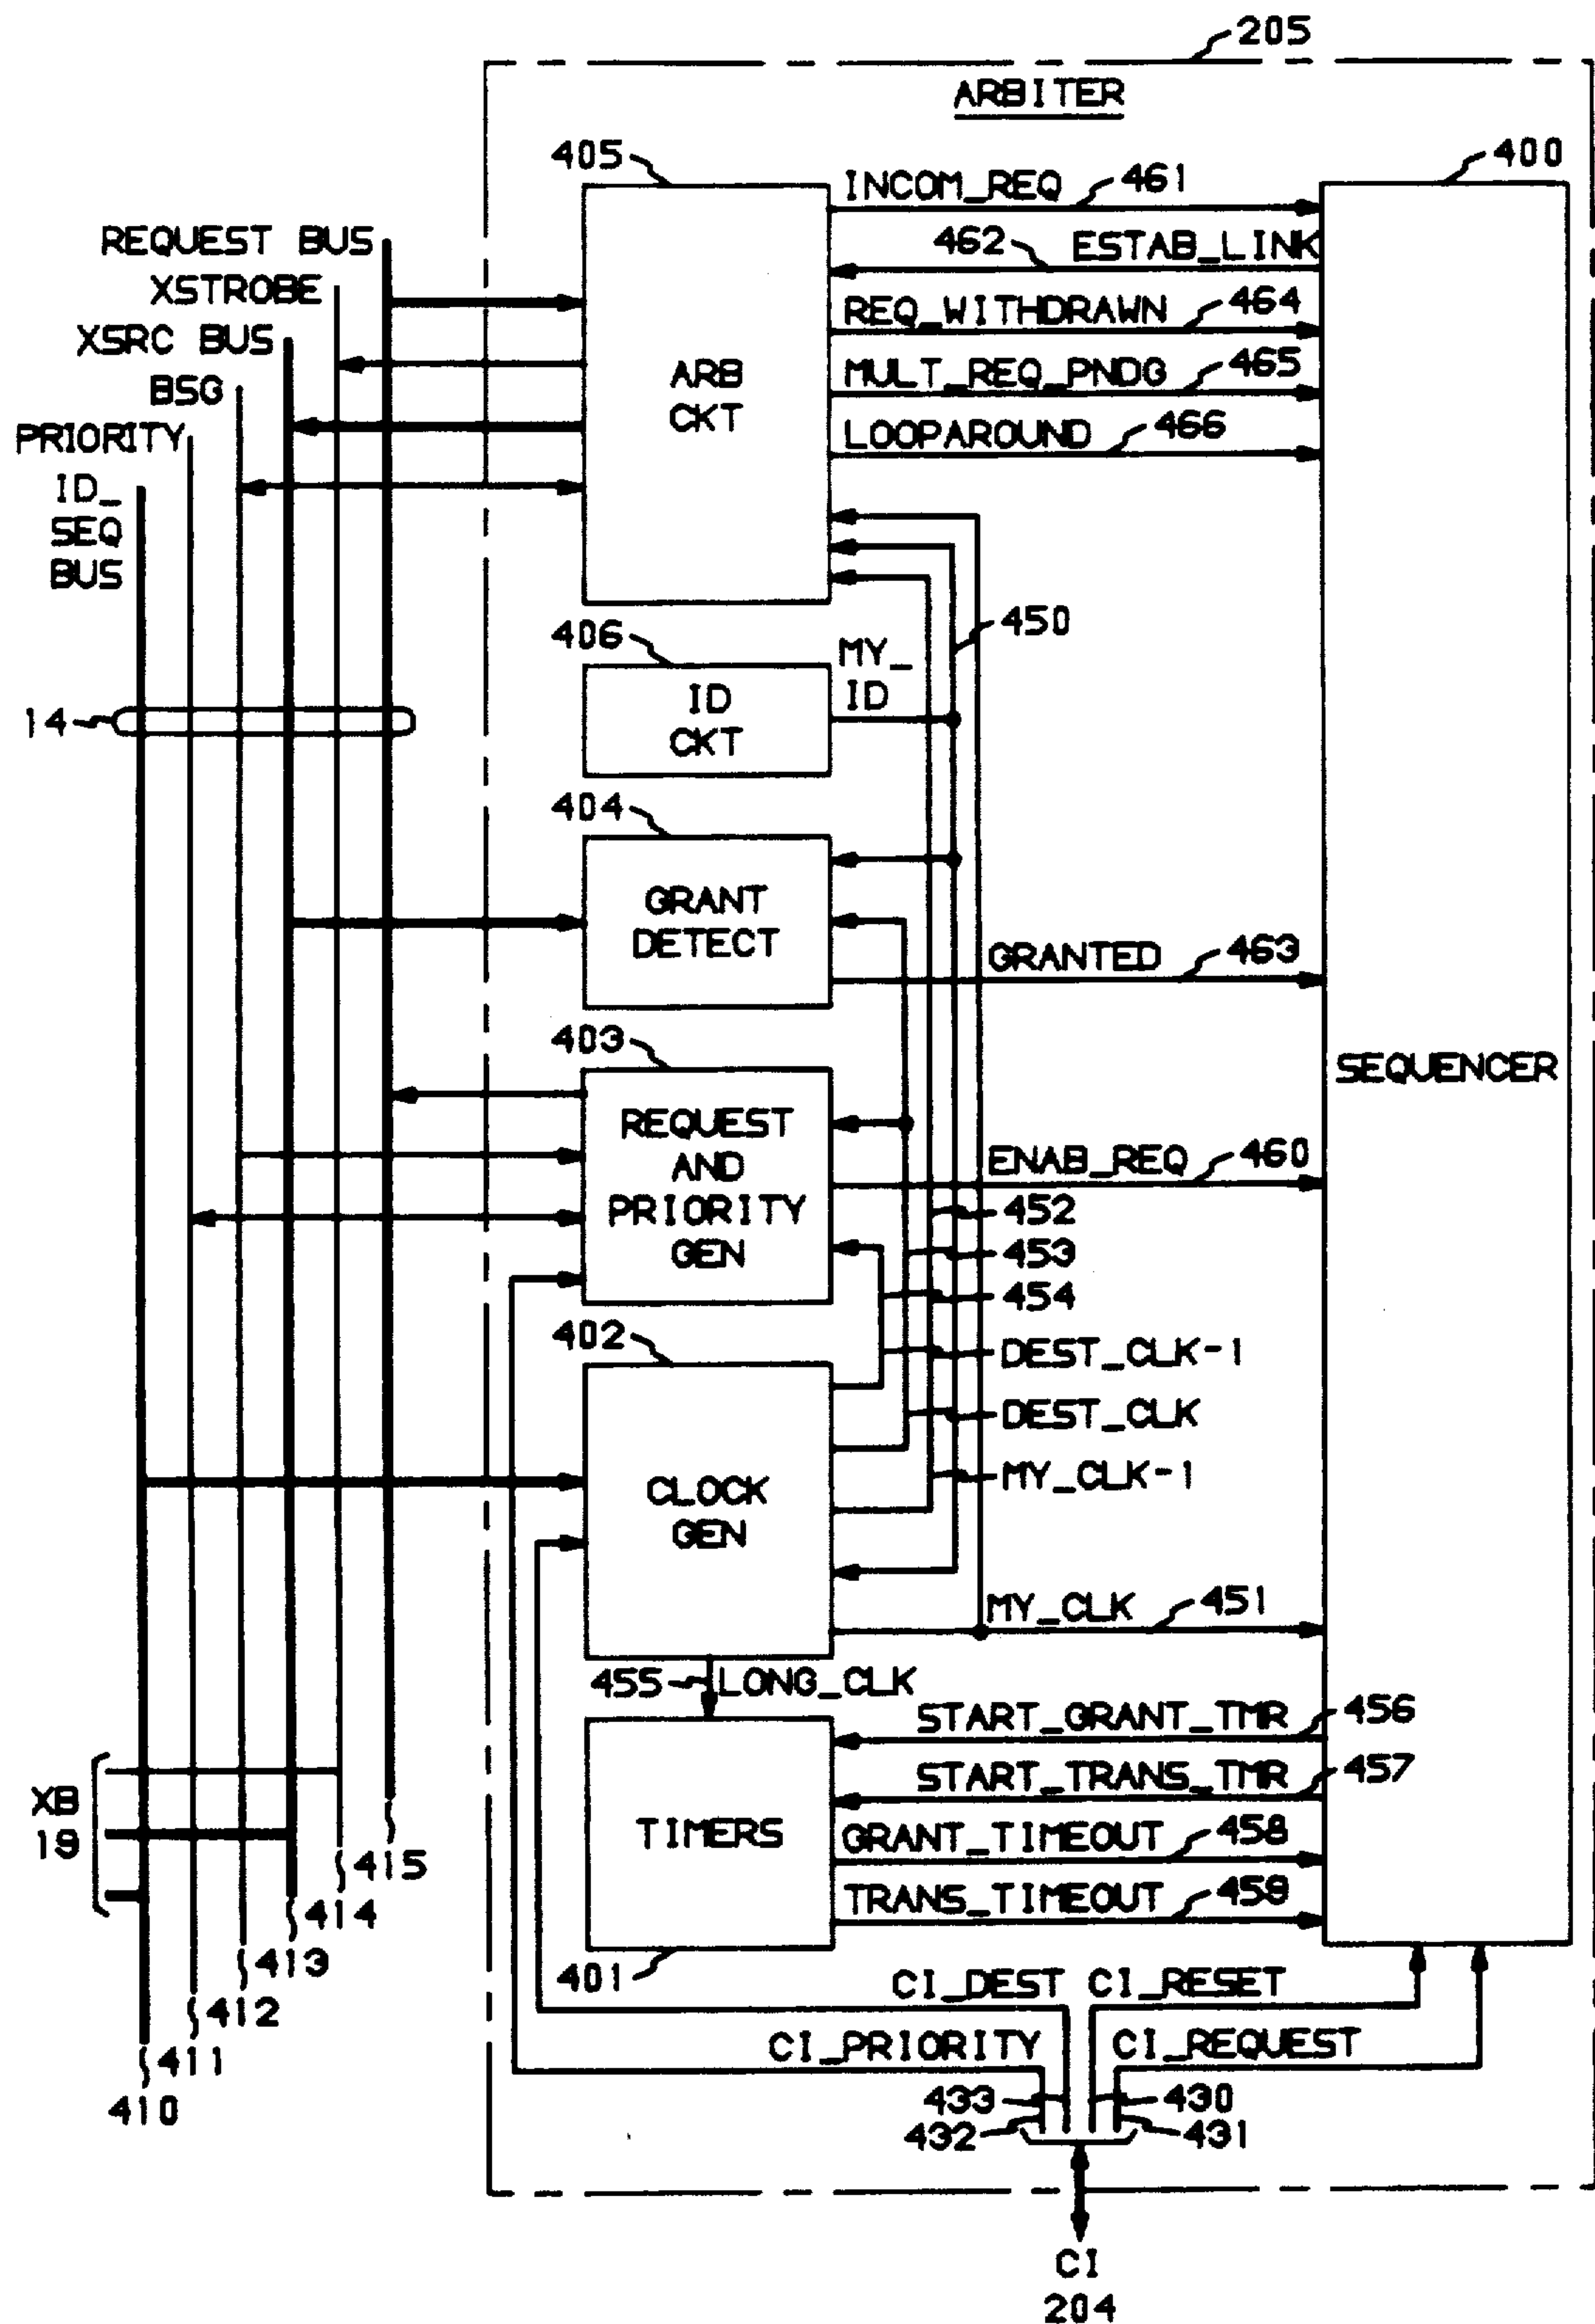 205
ARBITER
405
400
INCOM_REQ
461
REQUEST BUS
462
ESTAB_LINK
XSTROBE
REQ_WITHDRAWN
464
XSRC BUS
ARB
CKT
MULT_REQ_PNDG
465
BSG
LOOPAROUND
466
PRIORITY
ID_
SEQ
BUS
406
MY_
ID
450
ID
CKT
14
404
GRANT
DETECT
GRANTED
463
403
SEQUENCER
REQUEST
AND
PRIORITY
GEN
ENAB_REQ
460
452
453
454
402
DEST_CLK-1
DEST_CLK
MY_CLK-1
CLOCK
GEN
MY_CLK
451
455
LONG_CLK
START_GRANT_TMR
456
START_TRANS_TMR
457
XB
19
TIMERS
GRANT_TIMEOUT
458
TRANS_TIMEOUT
459
415
414
413
412
411
410
401
CI_DEST
CI_RESET
CI_PRIORITY
CI_REQUEST
433
430
432
431
CI
204